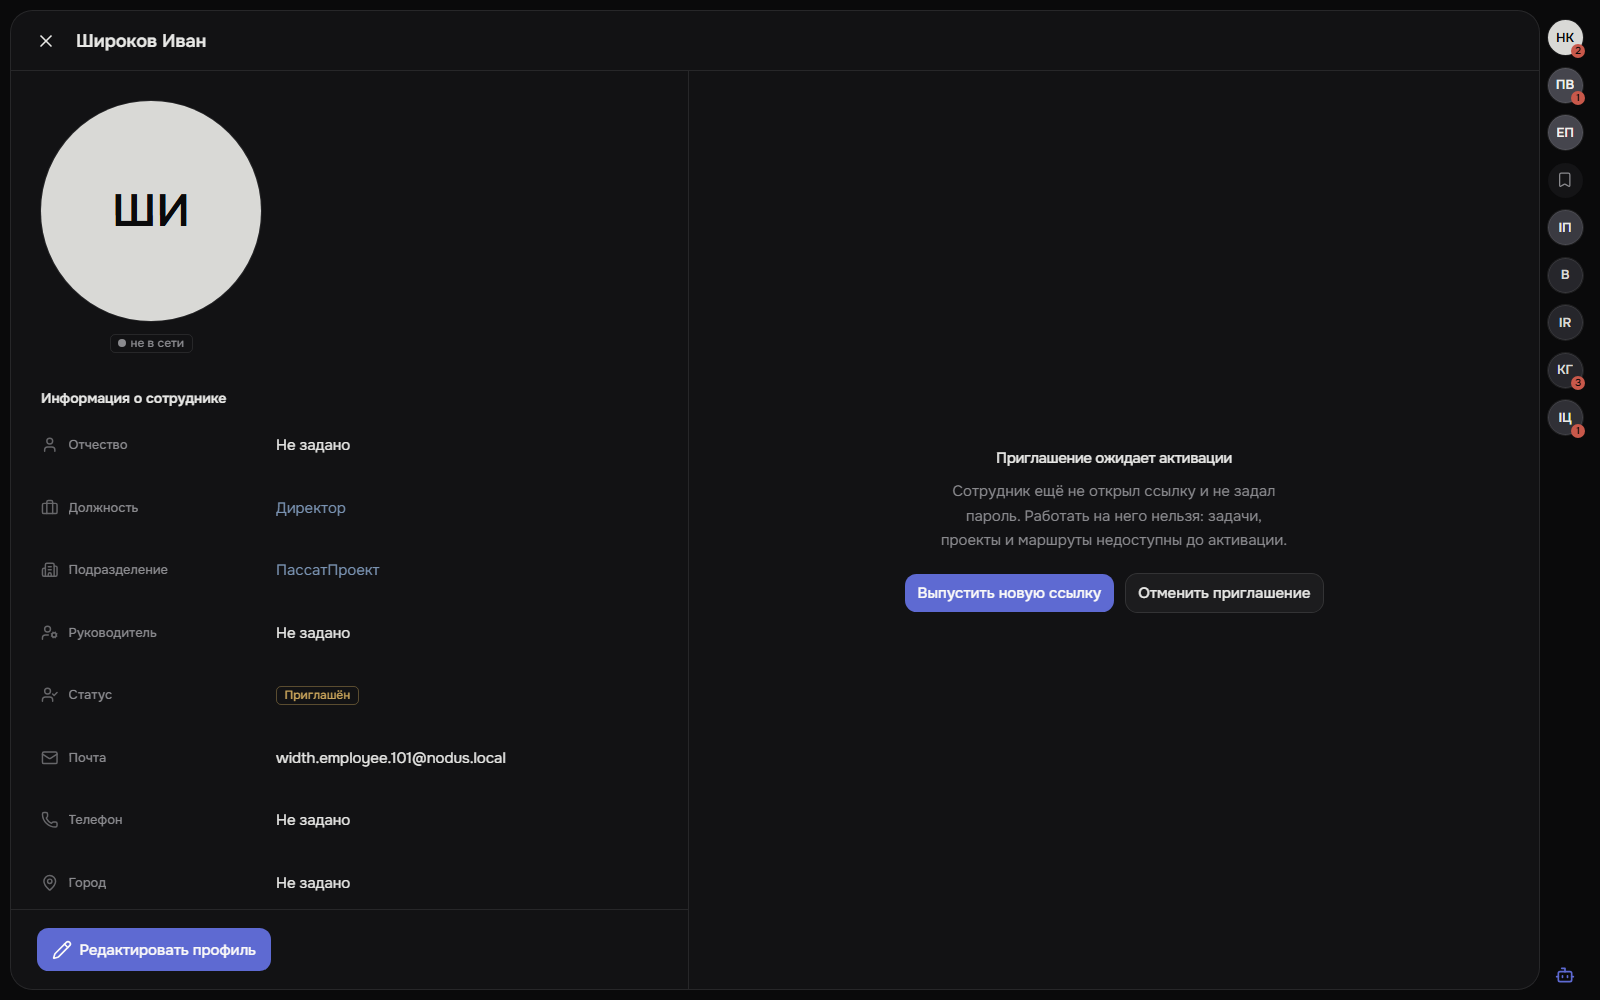 Широков Иван
ШИ
не в сети
Информация о сотруднике
Отчество
Не задано
Должность
Директор
Подразделение
ПассатПроект
Руководитель
Не задано
Статус
Приглашён
Почта
width.employee.101@nodus.local
Телефон
Не задано
Город
Не задано
Редактировать профиль
Приглашение ожидает активации
Сотрудник ещё не открыл ссылку и не задал
пароль. Работать на него нельзя: задачи,
проекты и маршруты недоступны до активации.
Выпустить новую ссылку
Отменить приглашение
НК
2
ПВ
1
ЕП
ІП
В
IR
КГ
3
ІЦ
1